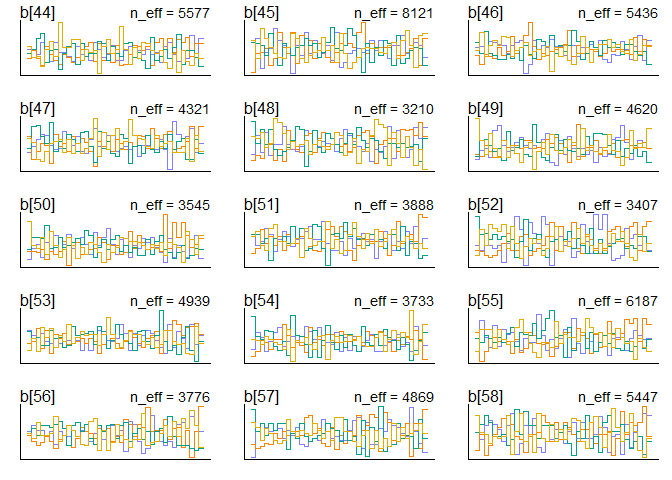 b[44] n_eff = 5577 b[45] n_eff = 8121 b[46] n_eff = 5436
b[47] n_eff = 4321 b[48] n_eff = 3210 b[49] n_eff = 4620
b[50] n_eff = 3545 b[51] n_eff = 3888 b[52] n_eff = 3407
b[53] n_eff = 4939 b[54] n_eff = 3733 b[55] n_eff = 6187
b[56] n_eff = 3776 b[57] n_eff = 4869 b[58] n_eff = 5447